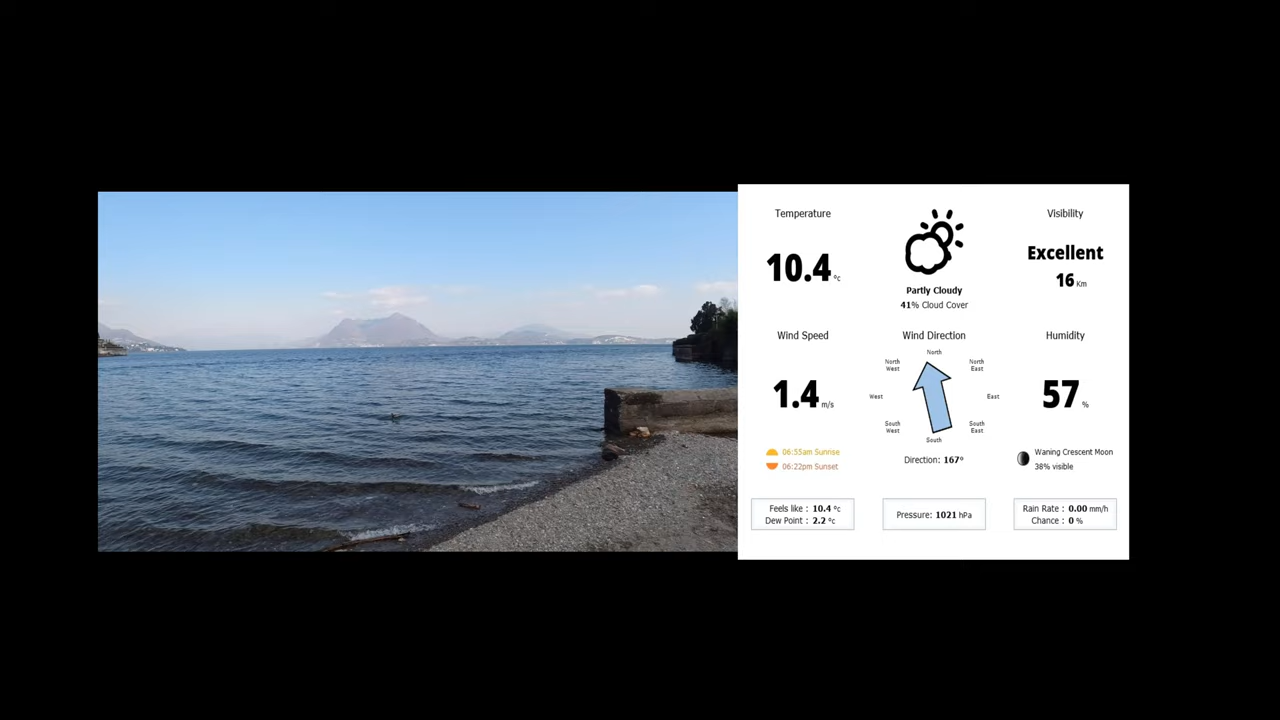 Temperature
10.4 °c
Partly Cloudy
41% Cloud Cover
Visibility
Excellent
16 Km
Wind Speed
1.4 m/s
Wind Direction
North
North West
North East
West
East
South West
South East
South
Direction: 167°
Humidity
57 %
06:55am Sunrise
06:22pm Sunset
Waning Crescent Moon
38% visible
Feels like : 10.4 °c
Dew Point : 2.2 °c
Pressure: 1021 hPa
Rain Rate : 0.00 mm/h
Chance : 0 %